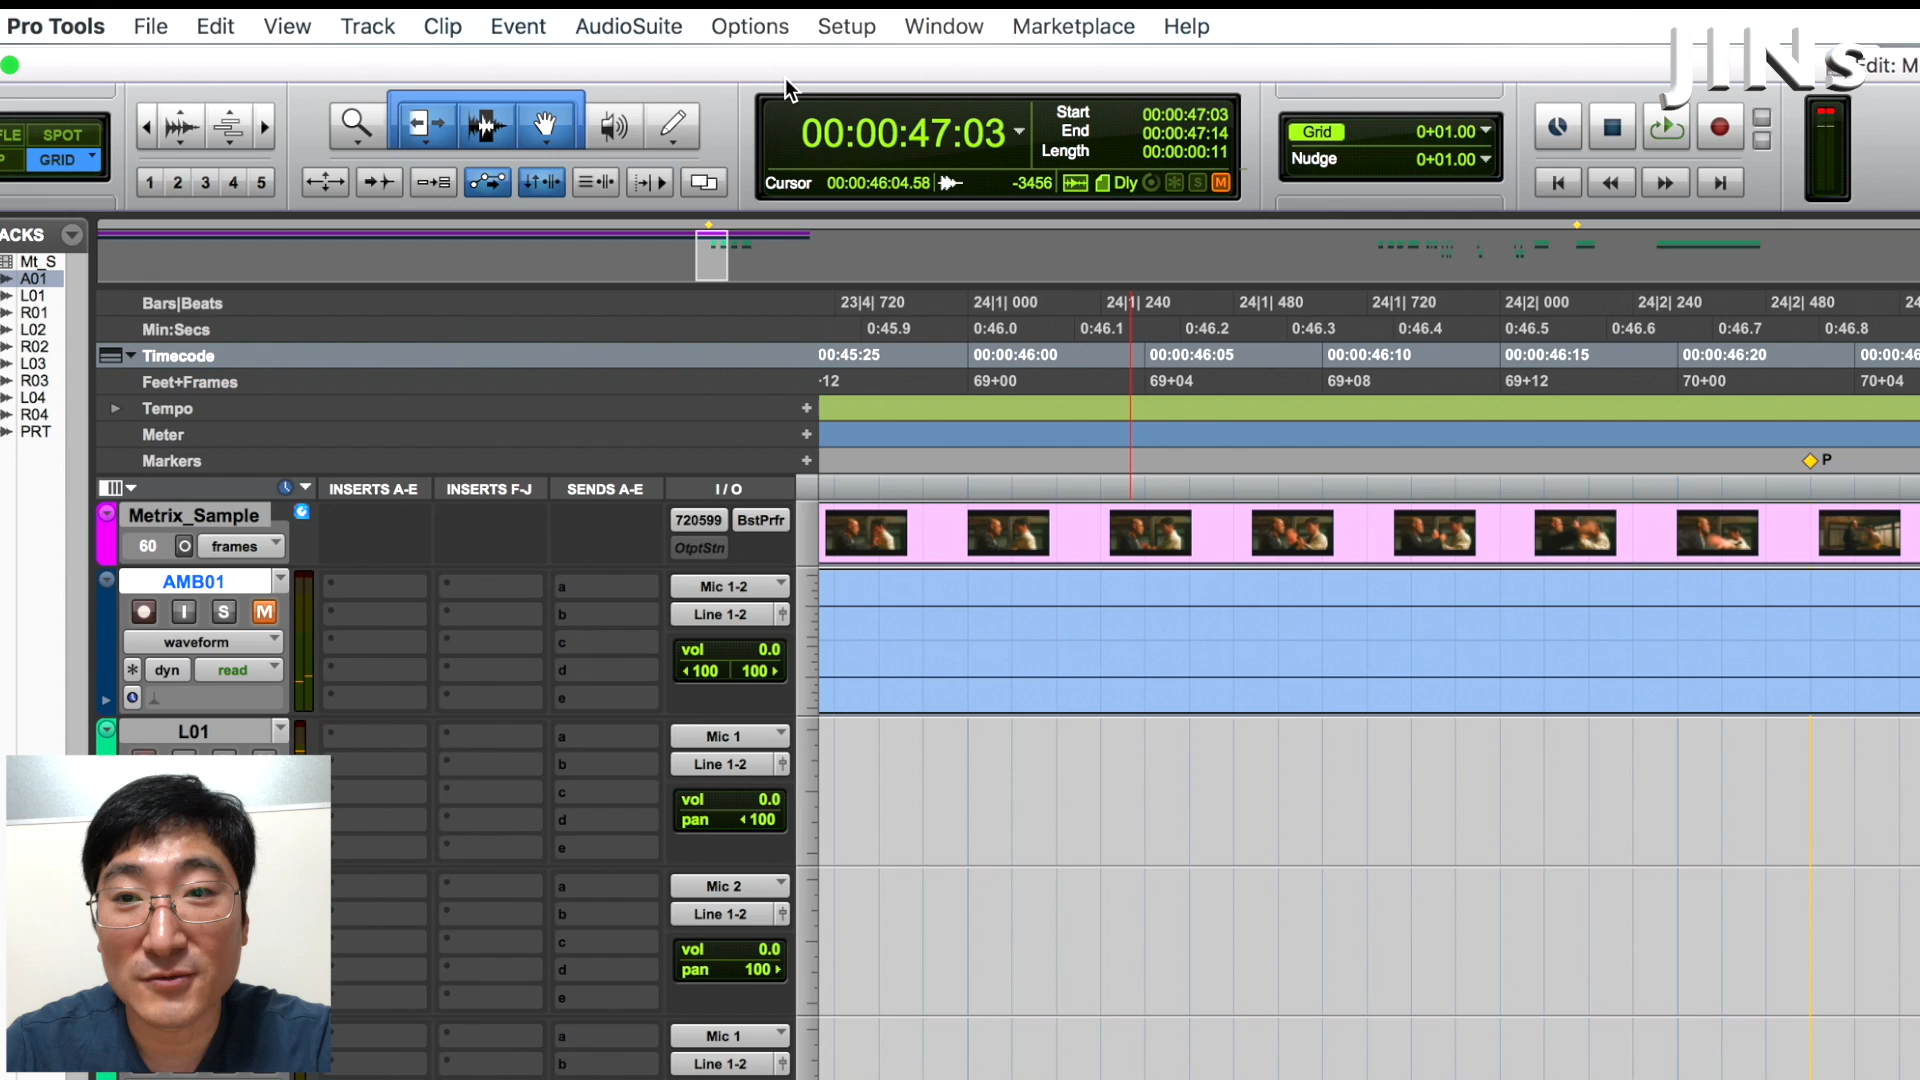 Pro Tools File Edit View Track Clip Event AudioSuite Options Setup Window Marketplace Help
JINs
Edit: M
FLE SPOT
P GRID
00:00:47:03
Start 00:00:47:03
End 00:00:47:14
Length 00:00:00:11
Grid 0+01.00
Nudge 0+01.00
1 2 3 4 5
Cursor 00:00:46:04.58 -3456 Dly S M
ACKS
Mt_S
A01
L01
R01
L02
R02
L03
R03
L04
R04
PRT
Bars|Beats 23|4| 720 24|1| 000 24|1| 240 24|1| 480 24|1| 720 24|2| 000 24|2| 240 24|2| 480 24
Min:Secs 0:45.9 0:46.0 0:46.1 0:46.2 0:46.3 0:46.4 0:46.5 0:46.6 0:46.7 0:46.8
Timecode 00:45:25 00:00:46:00 00:00:46:05 00:00:46:10 00:00:46:15 00:00:46:20 00:00:46
Feet+Frames +12 69+00 69+04 69+08 69+12 70+00 70+04
Tempo
Meter
Markers P
INSERTS A-E INSERTS F-J SENDS A-E I / O
Metrix_Sample 720599 BstPrfr
60 O frames OtptStn
AMB01 a Mic 1-2
I S M b Line 1-2
waveform c vol 0.0
dyn read d 100 100
e
L01 a Mic 1
b Line 1-2
c vol 0.0
d pan 100
e
a Mic 2
b Line 1-2
c vol 0.0
d pan 100
e
a Mic 1
b Line 1-2